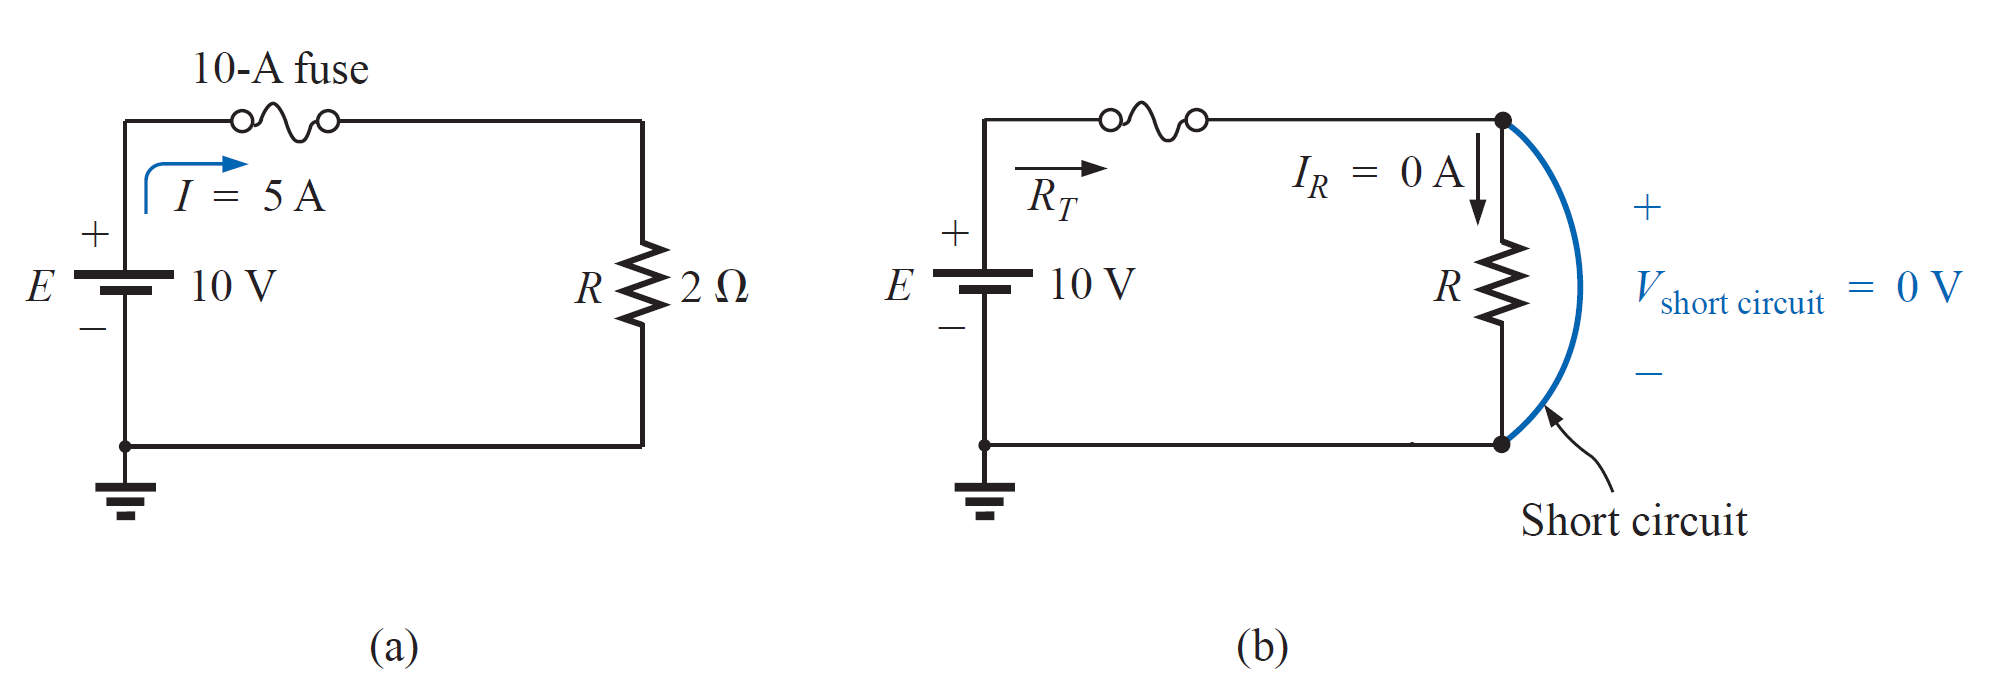 10-A fuse
I = 5 A
+
E
10 V
−
R
2 Ω
(a)
R_T
I_R = 0 A
+
E
10 V
−
R
+
V_short circuit = 0 V
−
Short circuit
(b)